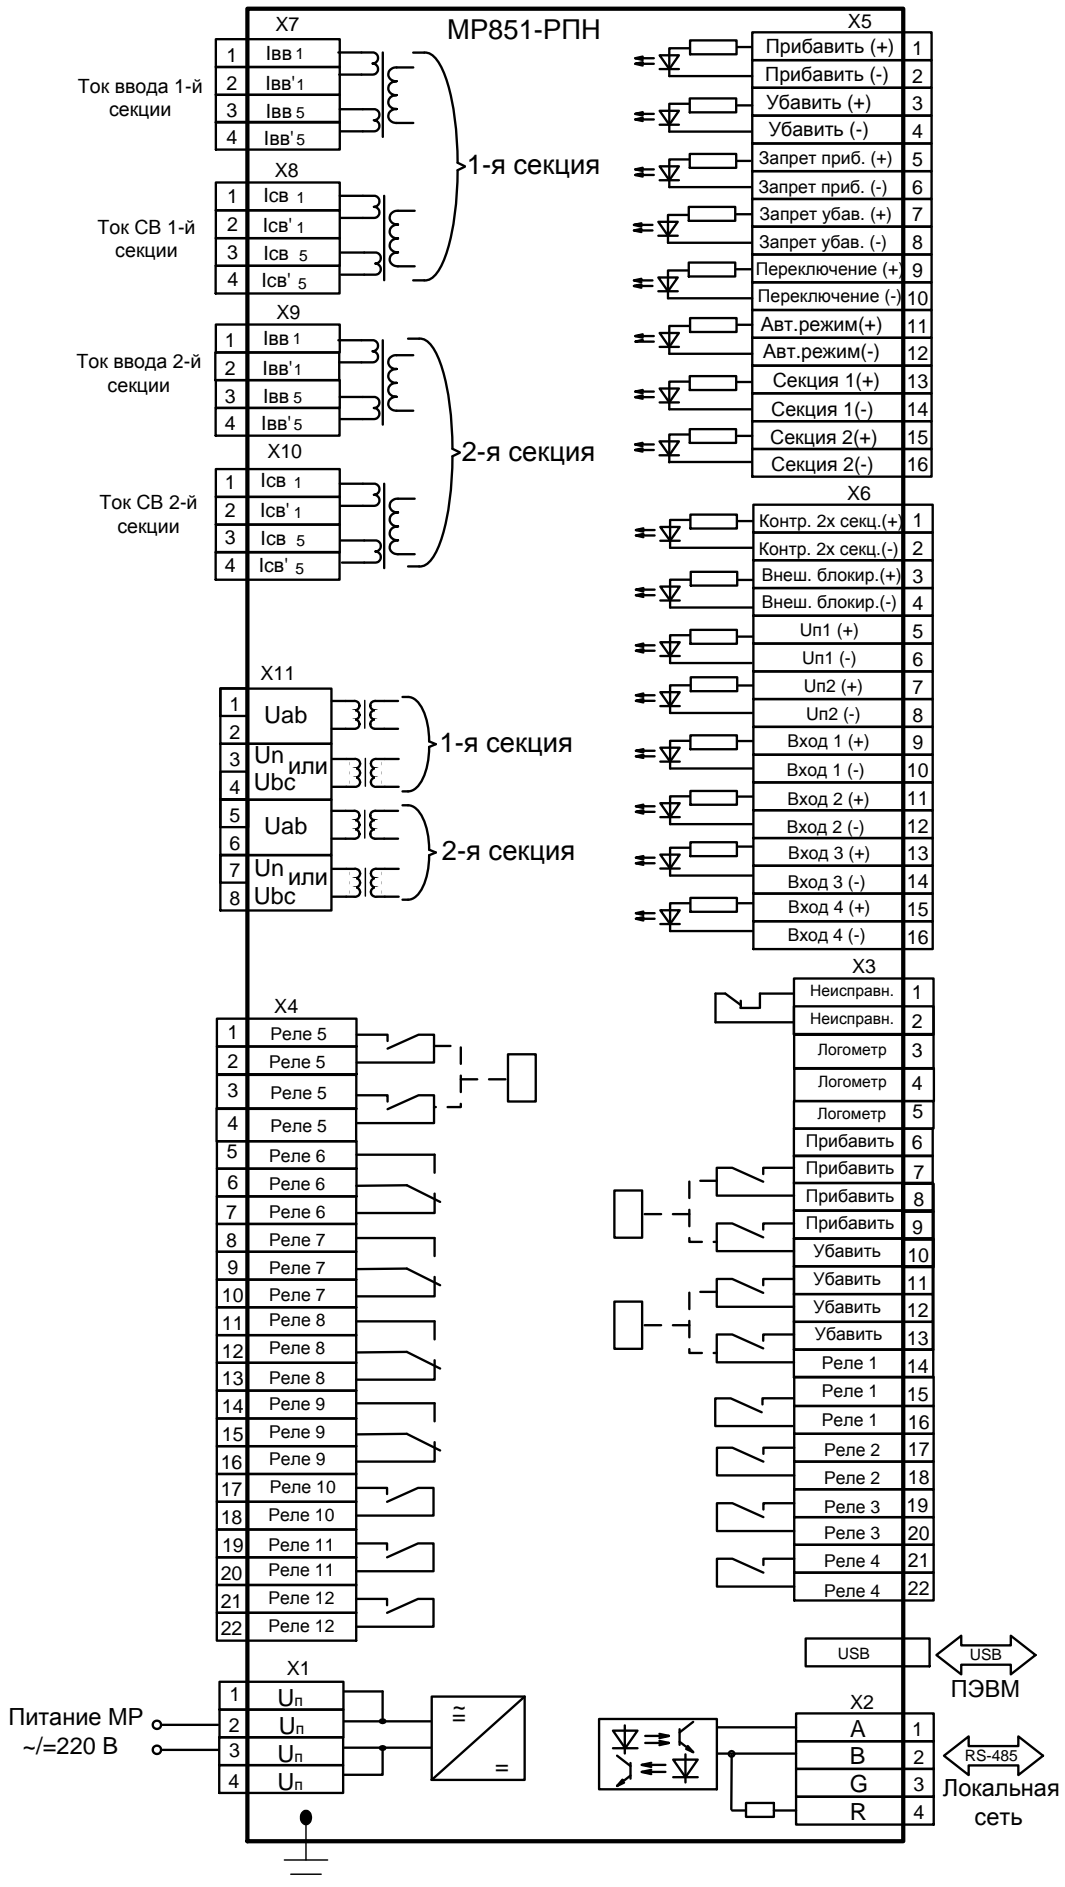 МР851-РПН
X7
Ток ввода 1-й
секции
1 Iвв 1
2 Iвв'1
3 Iвв 5
4 Iвв'5
X8
Ток СВ 1-й
секции
1 Iсв 1
2 Iсв' 1
3 Iсв 5
4 Iсв' 5
1-я секция
X9
Ток ввода 2-й
секции
1 Iвв 1
2 Iвв'1
3 Iвв 5
4 Iвв' 5
X10
Ток СВ 2-й
секции
1 Iсв 1
2 Iсв' 1
3 Iсв 5
4 Iсв' 5
2-я секция
X11
1
2
Uab
3
4
Un или
Ubc
1-я секция
5
6
Uab
7
8
Un или
Ubc
2-я секция
X4
1 Реле 5
2 Реле 5
3 Реле 5
4 Реле 5
5 Реле 6
6 Реле 6
7 Реле 6
8 Реле 7
9 Реле 7
10 Реле 7
11 Реле 8
12 Реле 8
13 Реле 8
14 Реле 9
15 Реле 9
16 Реле 9
17 Реле 10
18 Реле 10
19 Реле 11
20 Реле 11
21 Реле 12
22 Реле 12
X1
Питание МР
~/=220 В
1 Uп
2 Uп
3 Uп
4 Uп
≅
=
X5
Прибавить (+) 1
Прибавить (-) 2
Убавить (+) 3
Убавить (-) 4
Запрет приб. (+) 5
Запрет приб. (-) 6
Запрет убав. (+) 7
Запрет убав. (-) 8
Переключение (+) 9
Переключение (-) 10
Авт.режим(+) 11
Авт.режим(-) 12
Секция 1(+) 13
Секция 1(-) 14
Секция 2(+) 15
Секция 2(-) 16
X6
Контр. 2х секц.(+) 1
Контр. 2х секц.(-) 2
Внеш. блокир.(+) 3
Внеш. блокир.(-) 4
Uп1 (+) 5
Uп1 (-) 6
Uп2 (+) 7
Uп2 (-) 8
Вход 1 (+) 9
Вход 1 (-) 10
Вход 2 (+) 11
Вход 2 (-) 12
Вход 3 (+) 13
Вход 3 (-) 14
Вход 4 (+) 15
Вход 4 (-) 16
X3
Неисправн. 1
Неисправн. 2
Логометр 3
Логометр 4
Логометр 5
Прибавить 6
Прибавить 7
Прибавить 8
Прибавить 9
Убавить 10
Убавить 11
Убавить 12
Убавить 13
Реле 1 14
Реле 1 15
Реле 1 16
Реле 2 17
Реле 2 18
Реле 3 19
Реле 3 20
Реле 4 21
Реле 4 22
USB
USB
ПЭВМ
X2
A 1
B 2
G 3
R 4
RS-485
Локальная
сеть